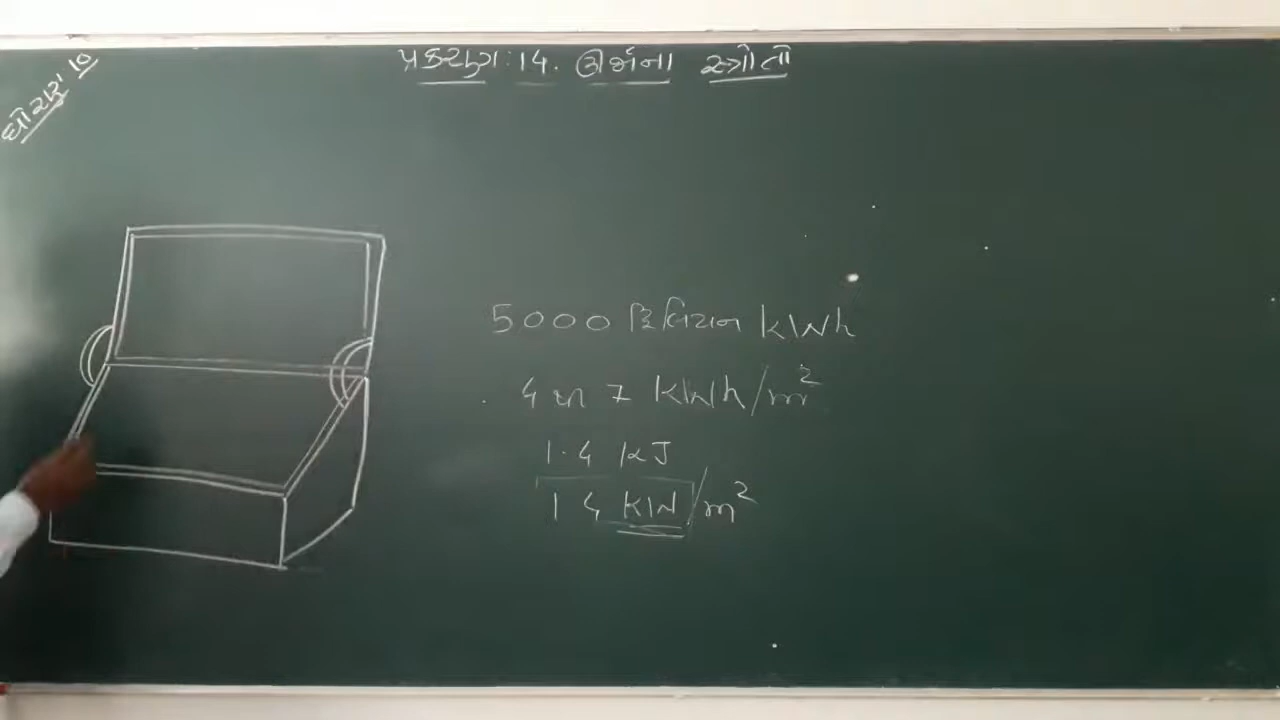 ધોરણ: 10
પ્રકરણ: 14. ઊર્જાના સ્ત્રોતો
5000 ટ્રિલિયન kWh
4 થી 7 kWh/m²
1.4 kJ
1 4 kW/m²